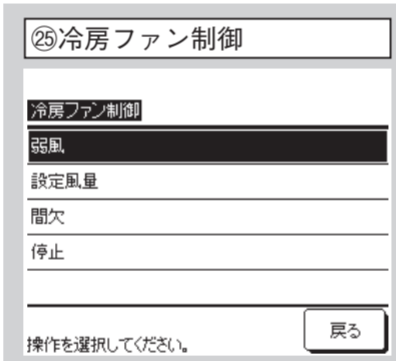 ㉕冷房ファン制御
冷房ファン制御
弱風
設定風量
間欠
停止
戻る
操作を選択してください。